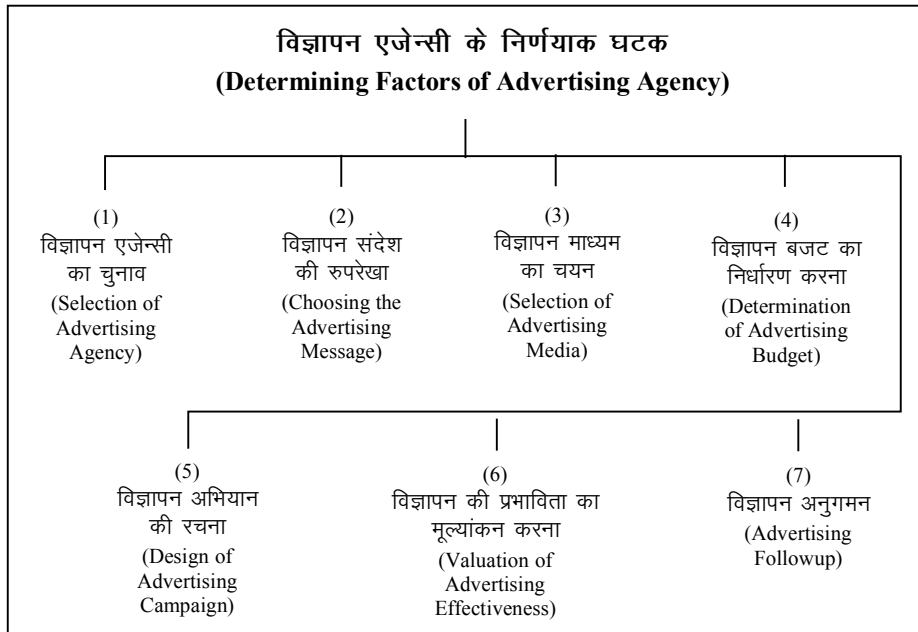 विज्ञापन एजेन्सी के निर्णयाक घटक
(Determining Factors of Advertising Agency)
(1)
विज्ञापन एजेन्सी
का चुनाव
(Selection of
Advertising
Agency)
(2)
विज्ञापन संदेश
की रुपरेखा
(Choosing the
Advertising
Message)
(3)
विज्ञापन माध्यम
का चयन
(Selection of
Advertising
Media)
(4)
विज्ञापन बजट का
निर्धारण करना
(Determination
of Advertising
Budget)
(5)
विज्ञापन अभियान
की रचना
(Design of
Advertising
Campaign)
(6)
विज्ञापन की प्रभाविता का
मूल्यांकन करना
(Valuation of
Advertising
Effectiveness)
(7)
विज्ञापन अनुगमन
(Advertising
Followup)